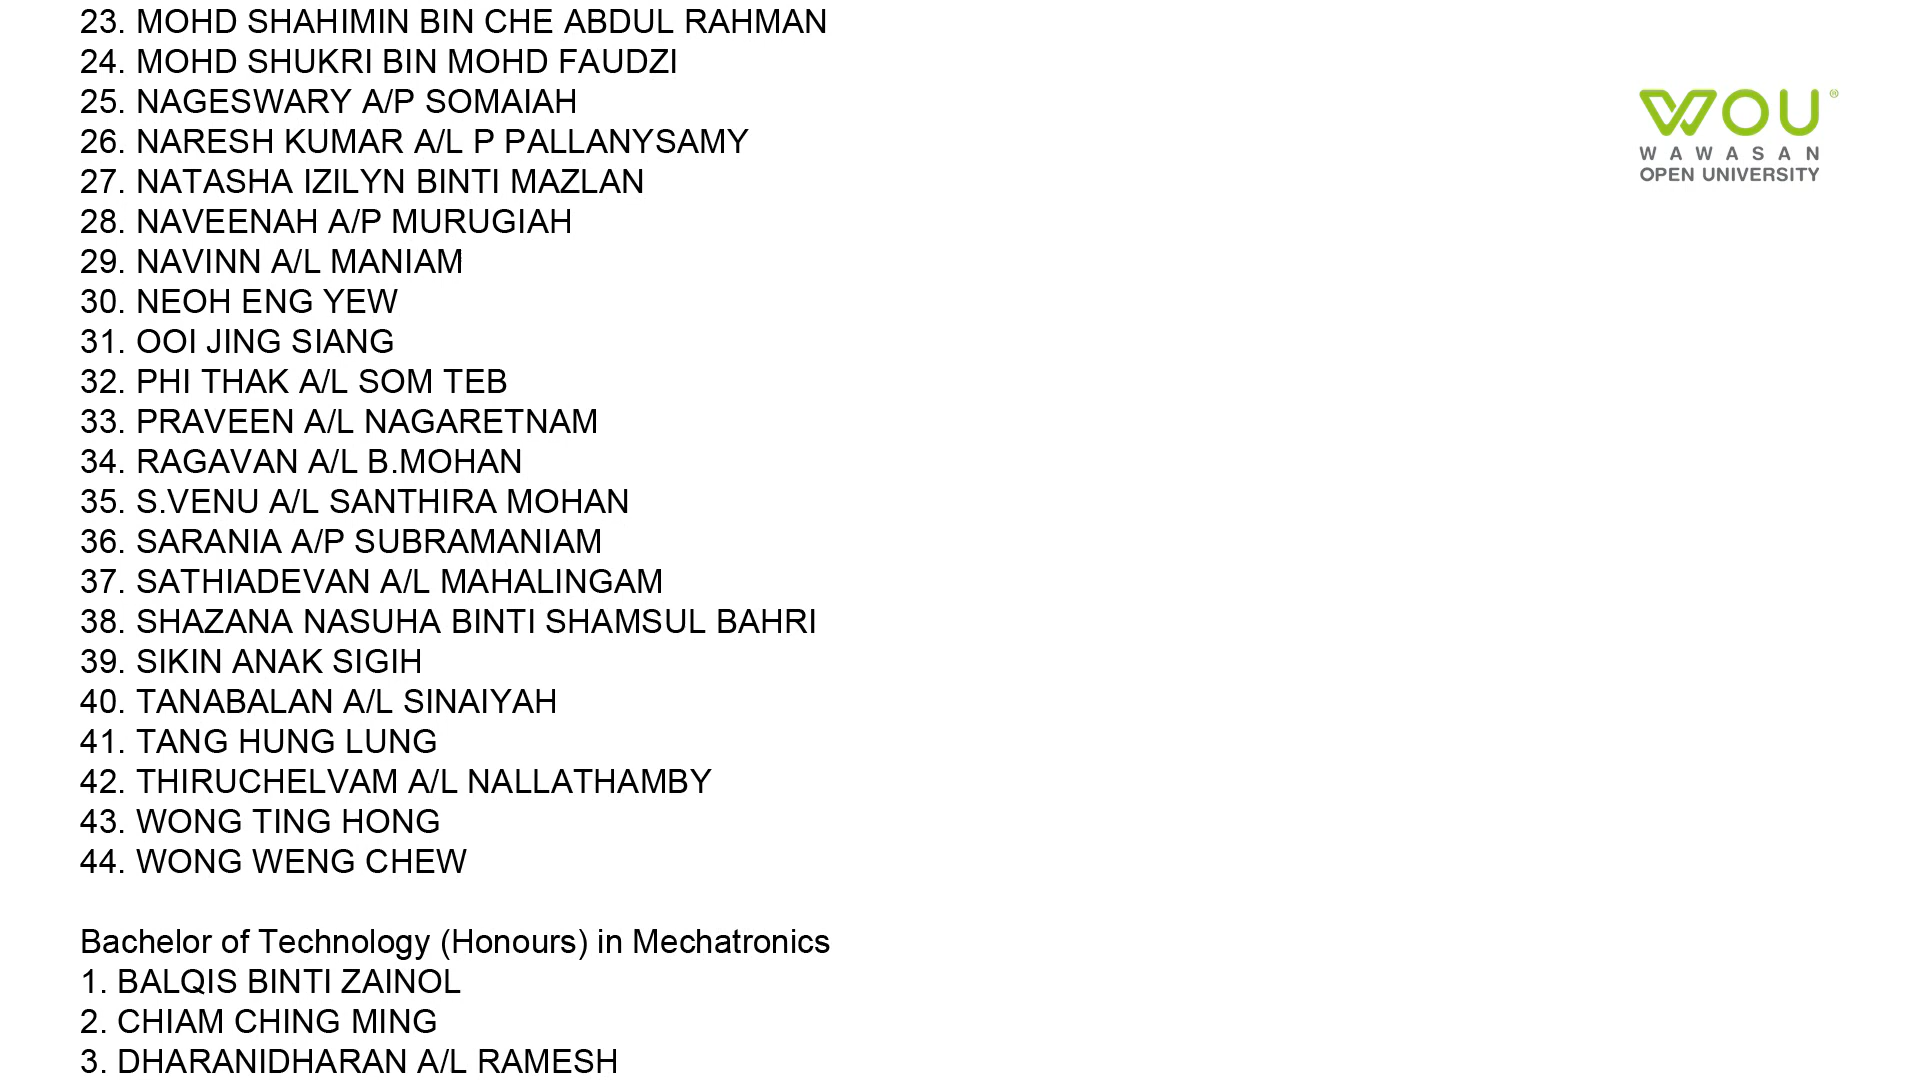 23. MOHD SHAHIMIN BIN CHE ABDUL RAHMAN
24. MOHD SHUKRI BIN MOHD FAUDZI
25. NAGESWARY A/P SOMAIAH
26. NARESH KUMAR A/L P PALLANYSAMY
27. NATASHA IZILYN BINTI MAZLAN
28. NAVEENAH A/P MURUGIAH
29. NAVINN A/L MANIAM
30. NEOH ENG YEW
31. OOI JING SIANG
32. PHI THAK A/L SOM TEB
33. PRAVEEN A/L NAGARETNAM
34. RAGAVAN A/L B.MOHAN
35. S.VENU A/L SANTHIRA MOHAN
36. SARANIA A/P SUBRAMANIAM
37. SATHIADEVAN A/L MAHALINGAM
38. SHAZANA NASUHA BINTI SHAMSUL BAHRI
39. SIKIN ANAK SIGIH
40. TANABALAN A/L SINAIYAH
41. TANG HUNG LUNG
42. THIRUCHELVAM A/L NALLATHAMBY
43. WONG TING HONG
44. WONG WENG CHEW
Bachelor of Technology (Honours) in Mechatronics
1. BALQIS BINTI ZAINOL
2. CHIAM CHING MING
3. DHARANIDHARAN A/L RAMESH
WOU®
WAWASAN
OPEN UNIVERSITY